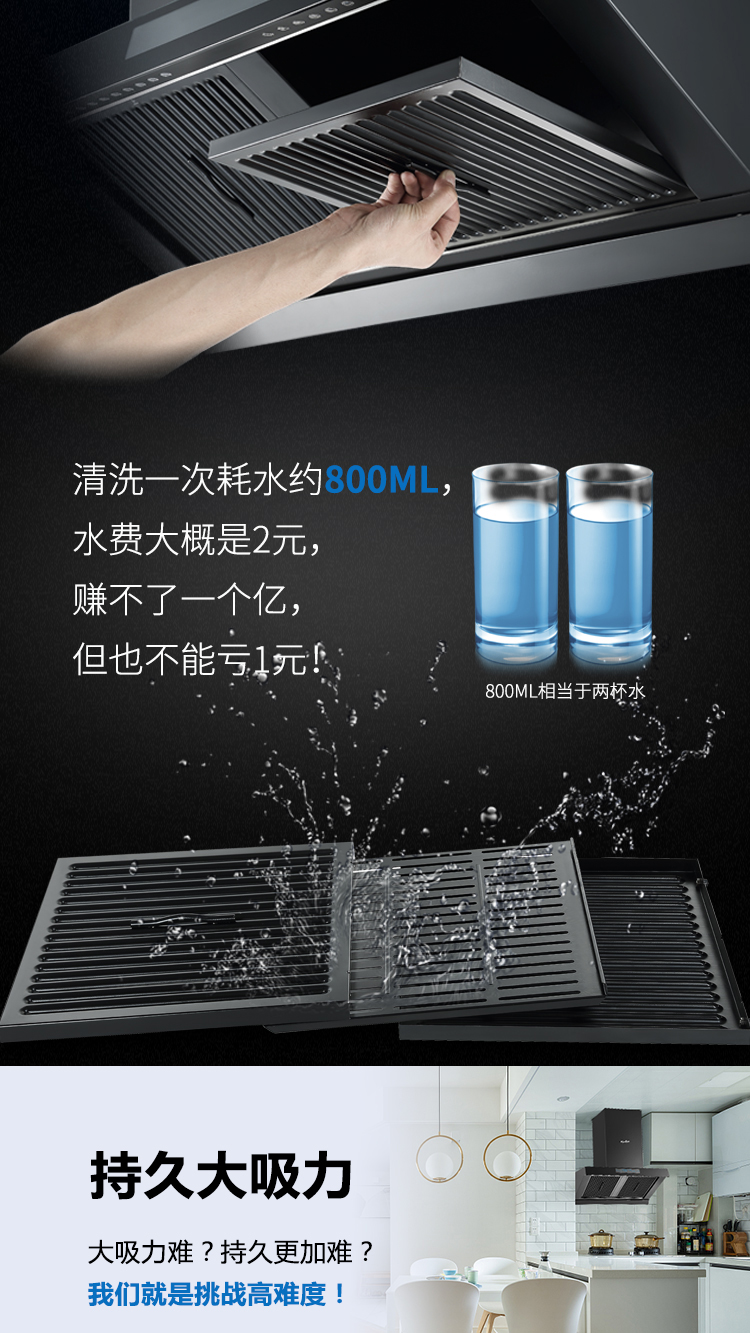 清洗一次耗水约800ML，
水费大概是2元，
赚不了一个亿，
但也不能亏1元！
800ML相当于两杯水
持久大吸力
大吸力难？持久更加难？
我们就是挑战高难度！